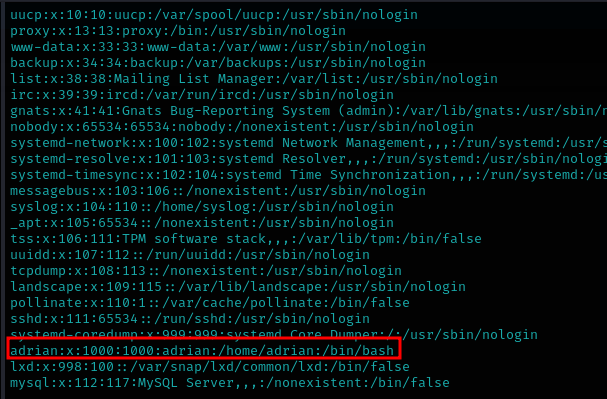 uucp:x:10:10:uucp:/var/spool/uucp:/usr/sbin/nologin
proxy:x:13:13:proxy:/bin:/usr/sbin/nologin
www-data:x:33:33:www-data:/var/www:/usr/sbin/nologin
backup:x:34:34:backup:/var/backups:/usr/sbin/nologin
list:x:38:38:Mailing List Manager:/var/list:/usr/sbin/nologin
irc:x:39:39:ircd:/var/run/ircd:/usr/sbin/nologin
gnats:x:41:41:Gnats Bug-Reporting System (admin):/var/lib/gnats:/usr/sbin/n
nobody:x:65534:65534:nobody:/nonexistent:/usr/sbin/nologin
systemd-network:x:100:102:systemd Network Management,,,:/run/systemd:/usr/s
systemd-resolve:x:101:103:systemd Resolver,,,:/run/systemd:/usr/sbin/nologi
systemd-timesync:x:102:104:systemd Time Synchronization,,,:/run/systemd:/us
messagebus:x:103:106::/nonexistent:/usr/sbin/nologin
syslog:x:104:110::/home/syslog:/usr/sbin/nologin
_apt:x:105:65534::/nonexistent:/usr/sbin/nologin
tss:x:106:111:TPM software stack,,,:/var/lib/tpm:/bin/false
uuidd:x:107:112::/run/uuidd:/usr/sbin/nologin
tcpdump:x:108:113::/nonexistent:/usr/sbin/nologin
landscape:x:109:115::/var/lib/landscape:/usr/sbin/nologin
pollinate:x:110:1::/var/cache/pollinate:/bin/false
sshd:x:111:65534::/run/sshd:/usr/sbin/nologin
systemd-coredump:x:999:999:systemd Core Dumper:/:/usr/sbin/nologin
adrian:x:1000:1000:adrian:/home/adrian:/bin/bash
lxd:x:998:100::/var/snap/lxd/common/lxd:/bin/false
mysql:x:112:117:MySQL Server,,,:/nonexistent:/bin/false